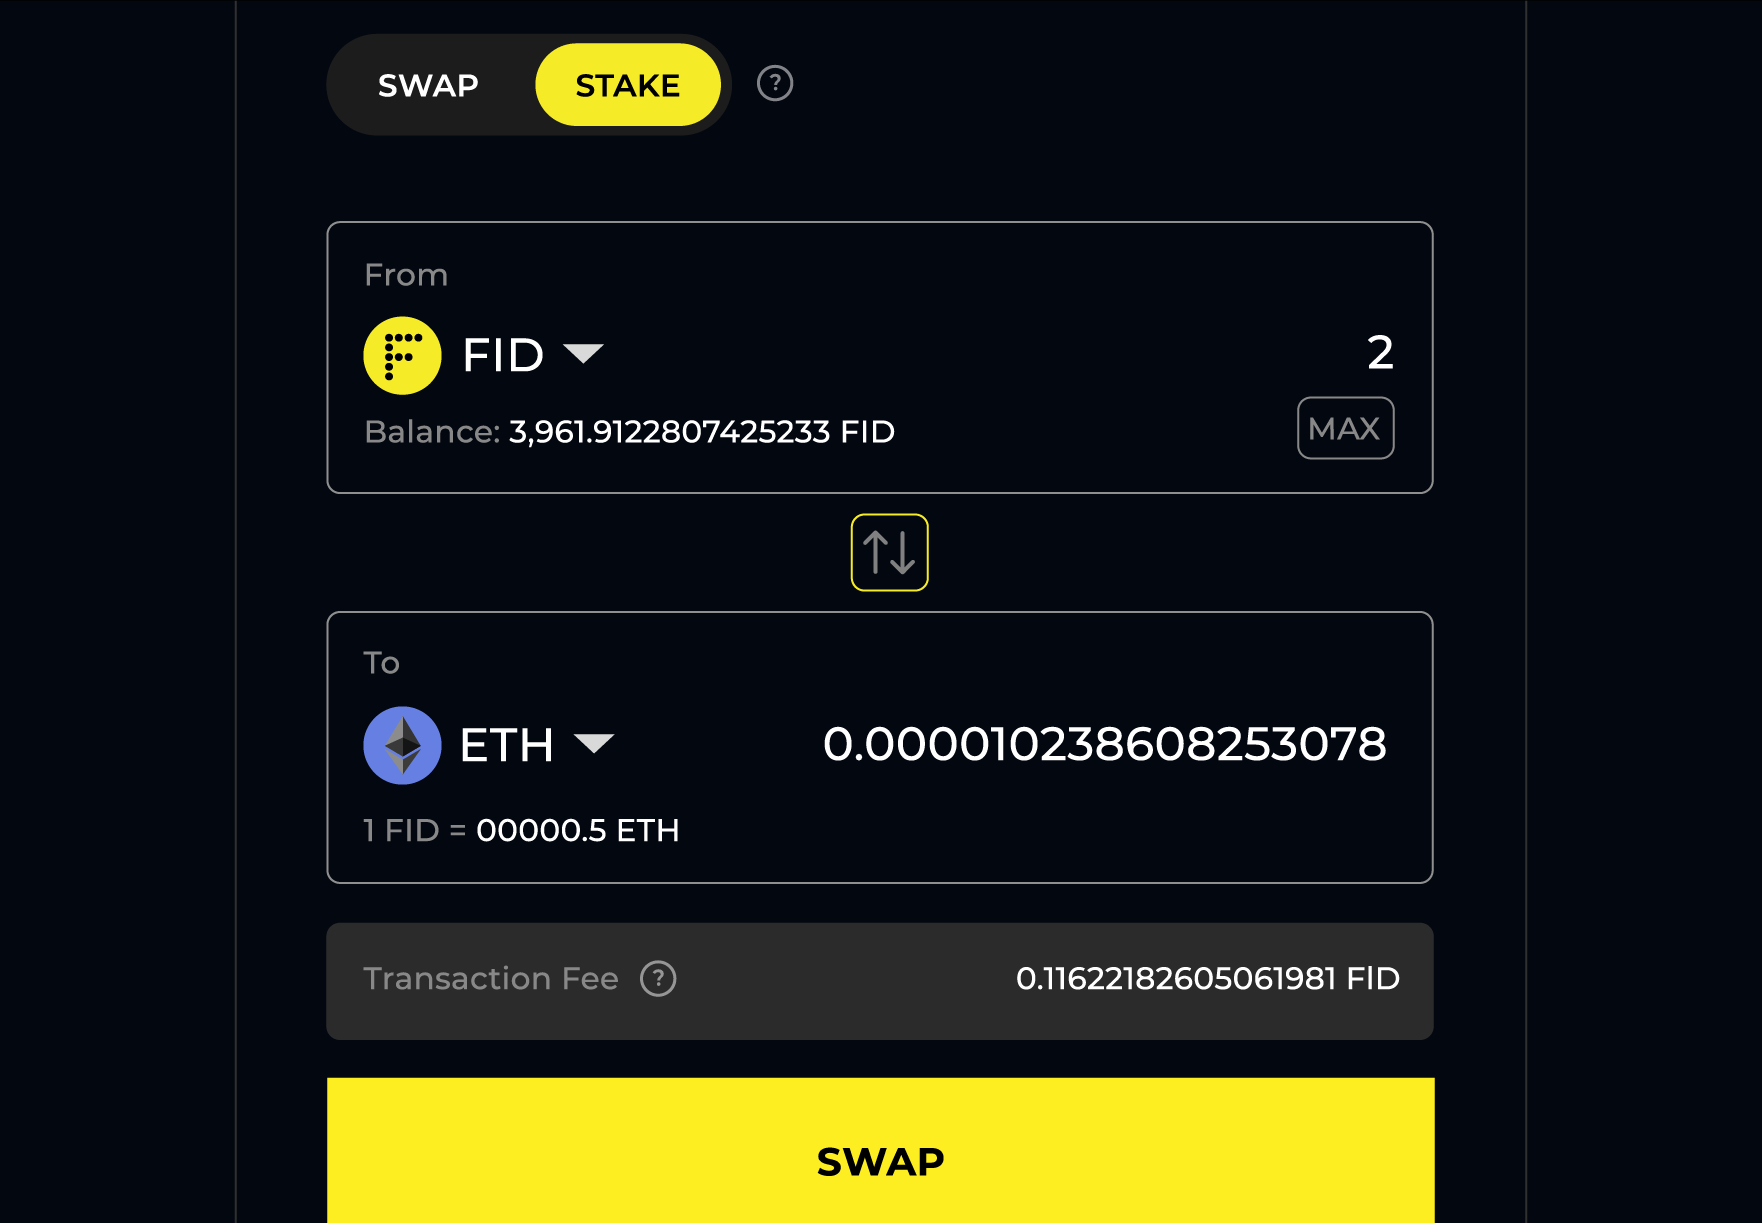 SWAP STAKE ?
From
FID 2
Balance: 3,961.9122807425233 FID MAX
To
ETH 0.000010238608253078
1 FID = 00000.5 ETH
Transaction Fee ? 0.11622182605061981 FID
SWAP